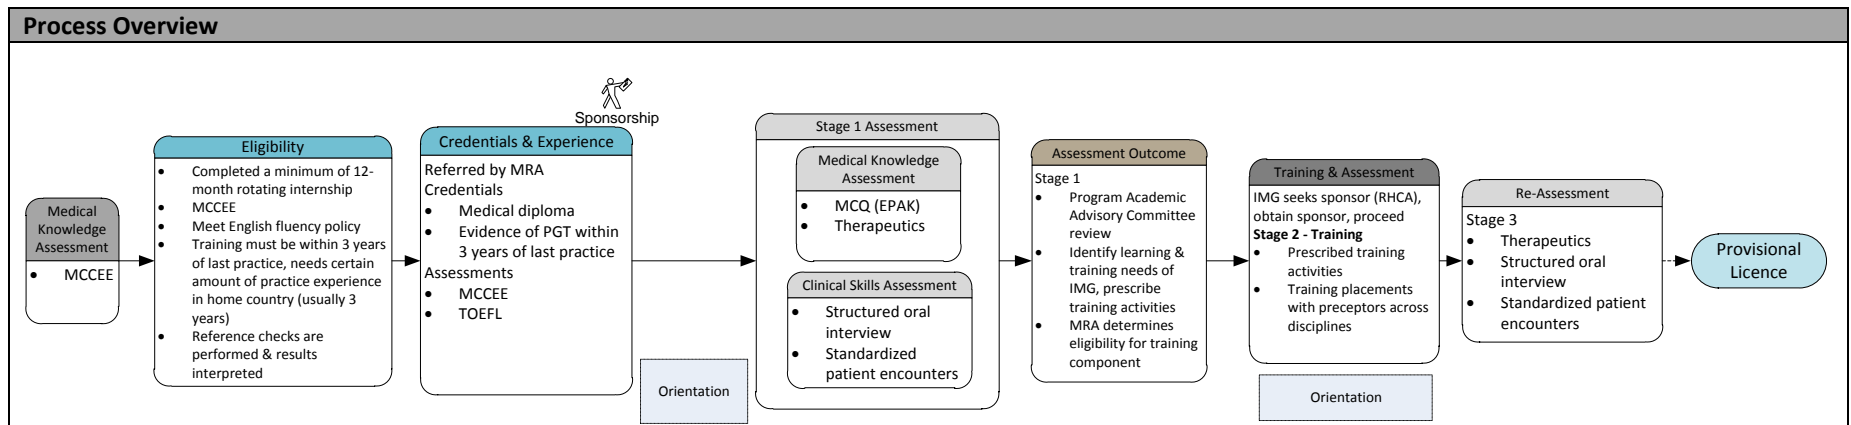 Process Overview
Medical
Knowledge
Assessment
• MCCEE
Eligibility
• Completed a minimum of 12-
month rotating internship
• MCCEE
• Meet English fluency policy
• Training must be within 3 years
of last practice, needs certain
amount of practice experience
in home country (usually 3
years)
• Reference checks are
performed & results
interpreted
Sponsorship
Credentials & Experience
Referred by MRA
Credentials
• Medical diploma
• Evidence of PGT within
3 years of last practice
Assessments
• MCCEE
• TOEFL
Orientation
Stage 1 Assessment
Medical Knowledge
Assessment
• MCQ (EPAK)
• Therapeutics
Clinical Skills Assessment
• Structured oral
interview
• Standardized
patient encounters
Assessment Outcome
Stage 1
• Program Academic
Advisory Committee
review
• Identify learning &
training needs of
IMG, prescribe
training activities
• MRA determines
eligibility for training
component
Training & Assessment
IMG seeks sponsor (RHCA),
obtain sponsor, proceed
Stage 2 - Training
• Prescribed training
activities
• Training placements
with preceptors across
disciplines
Orientation
Re-Assessment
Stage 3
• Therapeutics
• Structured oral
interview
• Standardized patient
encounters
Provisional
Licence